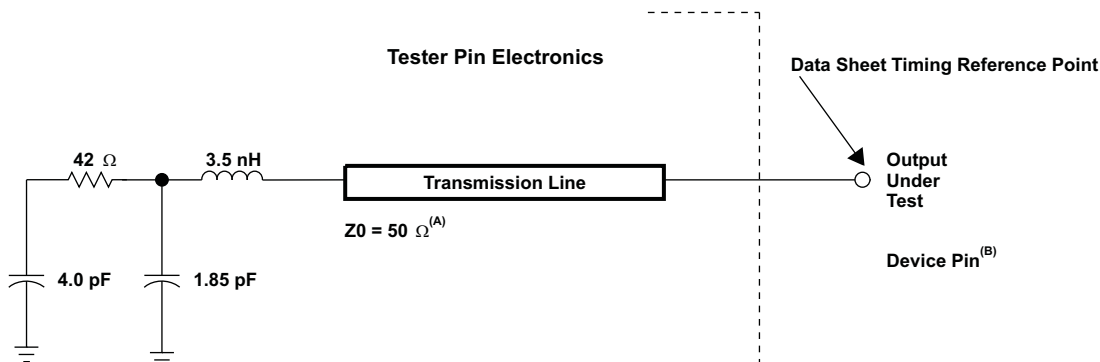 Tester Pin Electronics
Data Sheet Timing Reference Point
42 Ω
3.5 nH
Transmission Line
Output
Under
Test
Z0 = 50 Ω(A)
Device Pin(B)
4.0 pF
1.85 pF